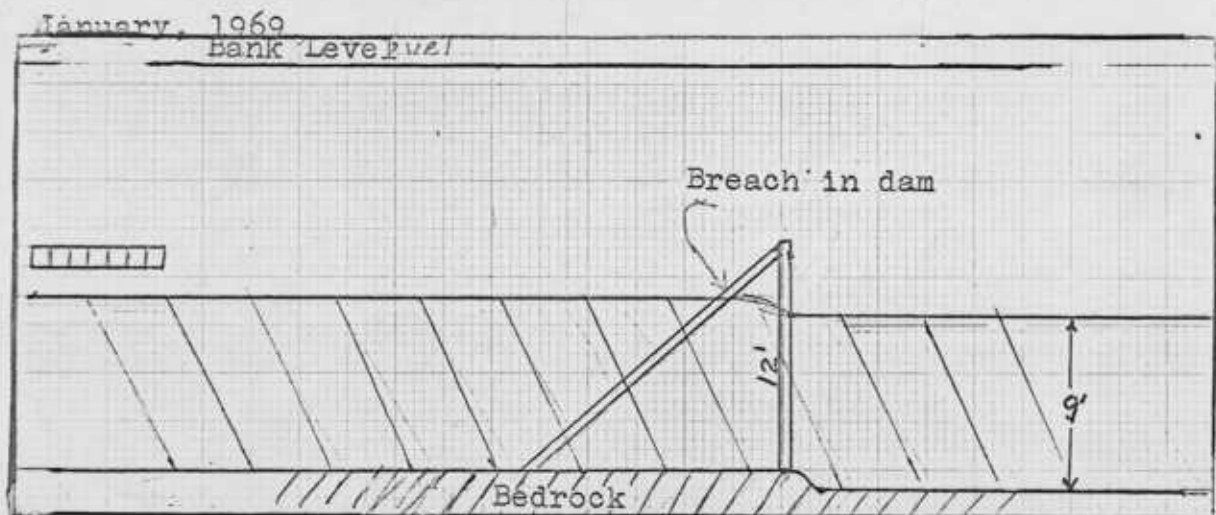 January, 1969
Bank Level
Breach in dam
12'
9'
Bedrock